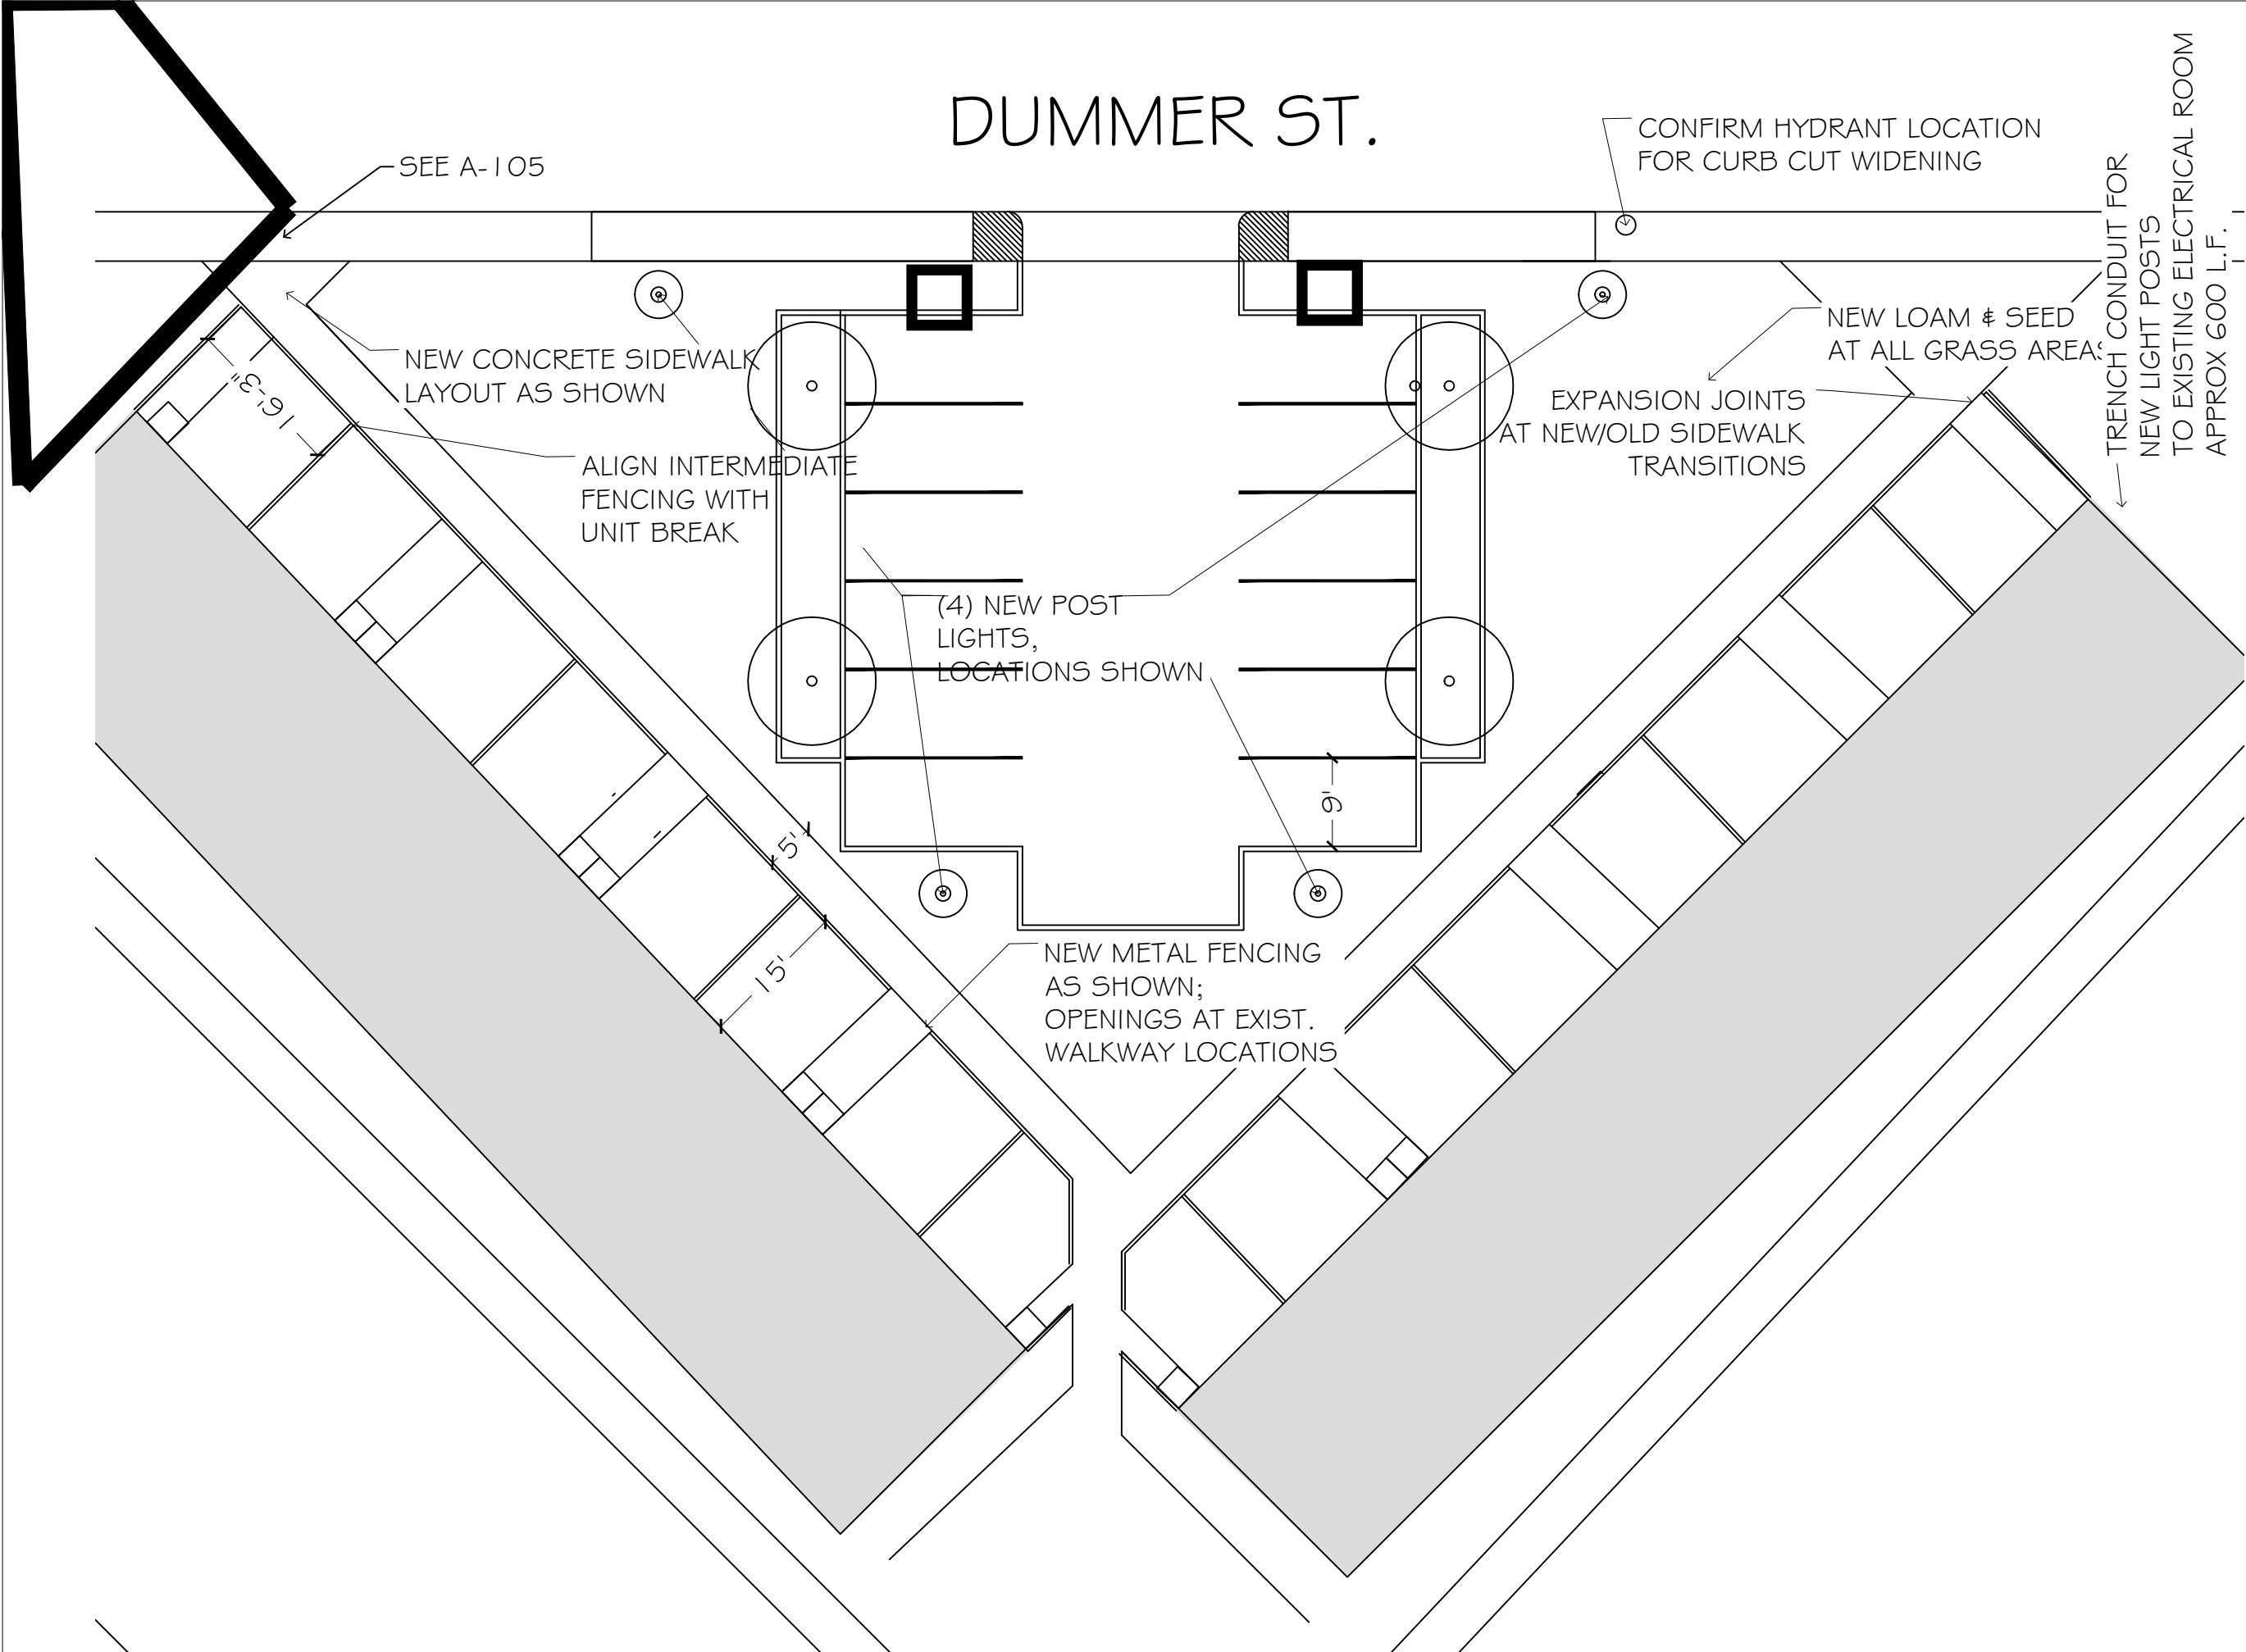 DUMMER ST.
SEE A-105
CONFIRM HYDRANT LOCATION
FOR CURB CUT WIDENING
TRENCH CONDUIT FOR
NEW LIGHT POSTS
TO EXISTING ELECTRICAL ROOM
APPROX 600 L.F.
NEW LOAM & SEED
AT ALL GRASS AREAS
NEW CONCRETE SIDEWALK
LAYOUT AS SHOWN
16'-3"
EXPANSION JOINTS
AT NEW/OLD SIDEWALK
TRANSITIONS
ALIGN INTERMEDIATE
FENCING WITH
UNIT BREAK
(4) NEW POST
LIGHTS,
LOCATIONS SHOWN
9'
5'
15'
NEW METAL FENCING
AS SHOWN;
OPENINGS AT EXIST.
WALKWAY LOCATIONS